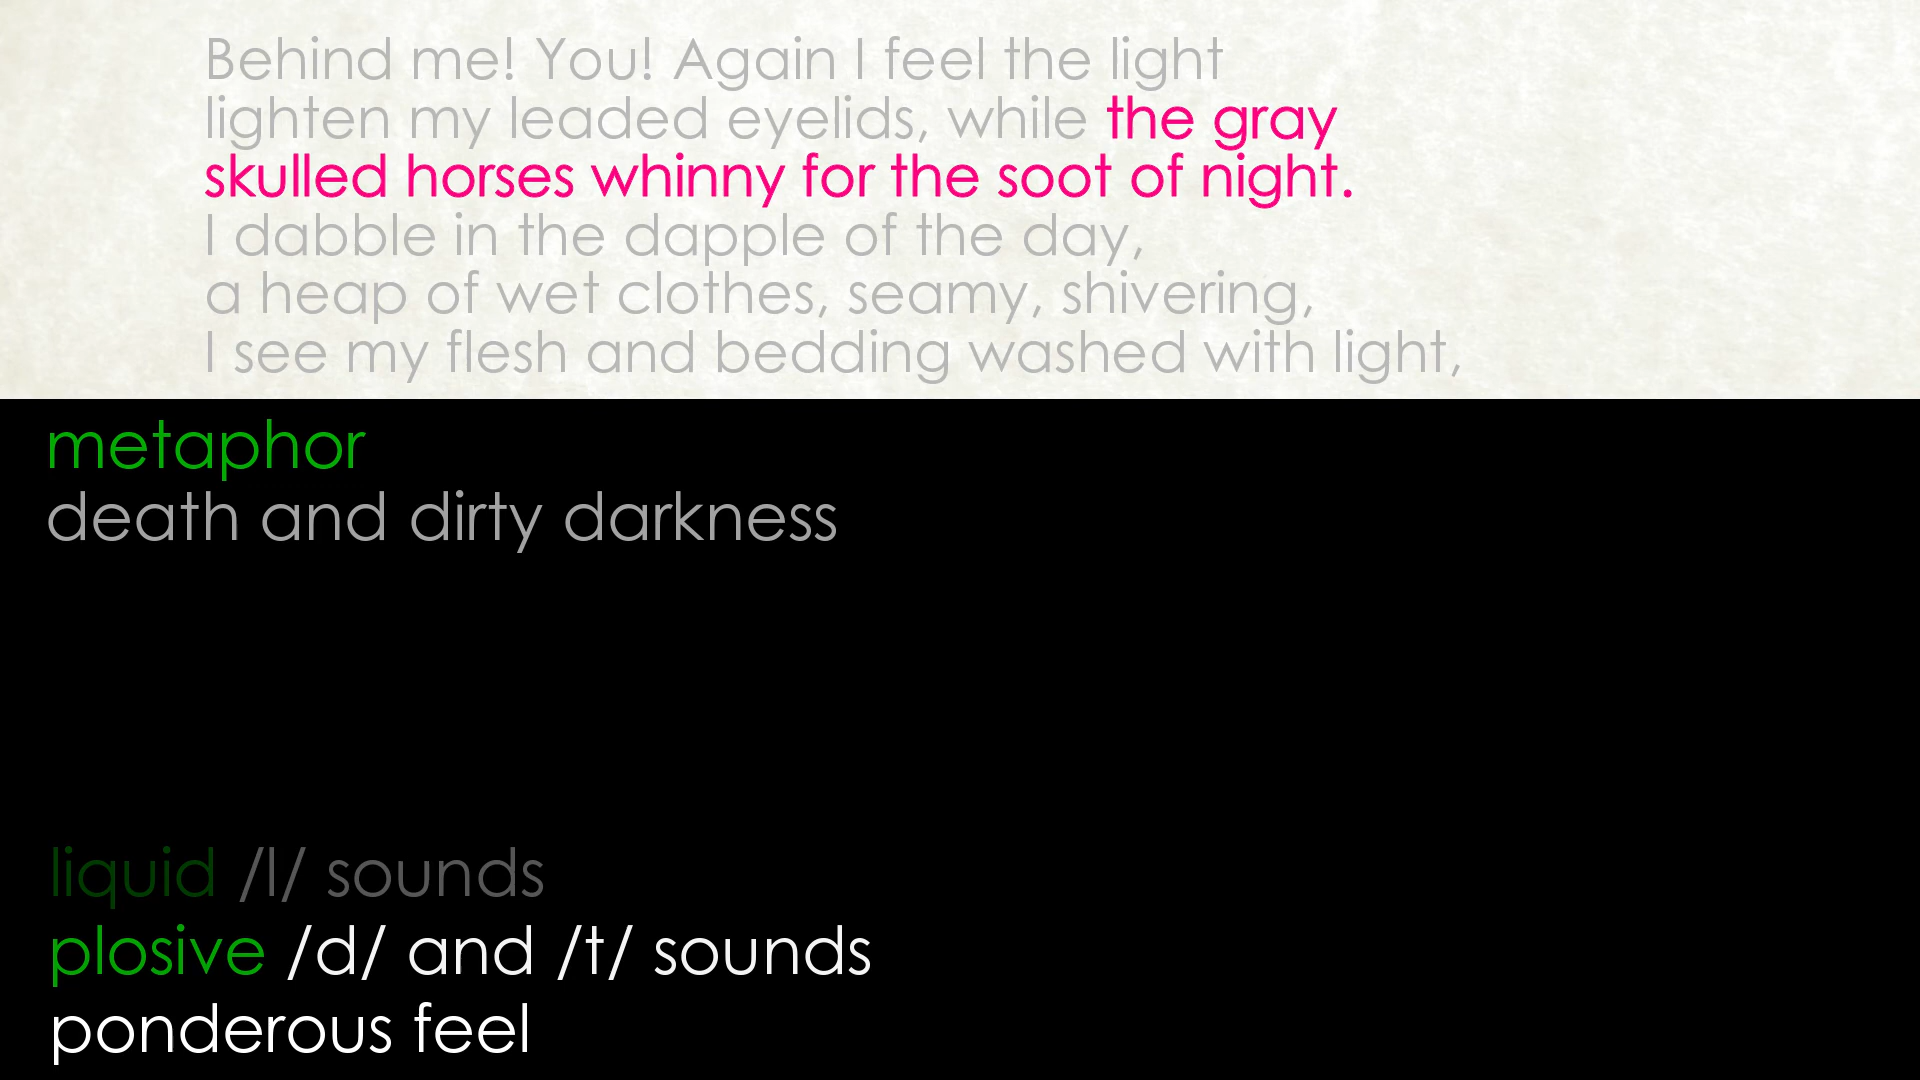 Behind me! You! Again I feel the light
lighten my leaded eyelids, while the gray
skulled horses whinny for the soot of night.
I dabble in the dapple of the day,
a heap of wet clothes, seamy, shivering,
I see my flesh and bedding washed with light,
metaphor
death and dirty darkness
liquid /l/ sounds
plosive /d/ and /t/ sounds
ponderous feel